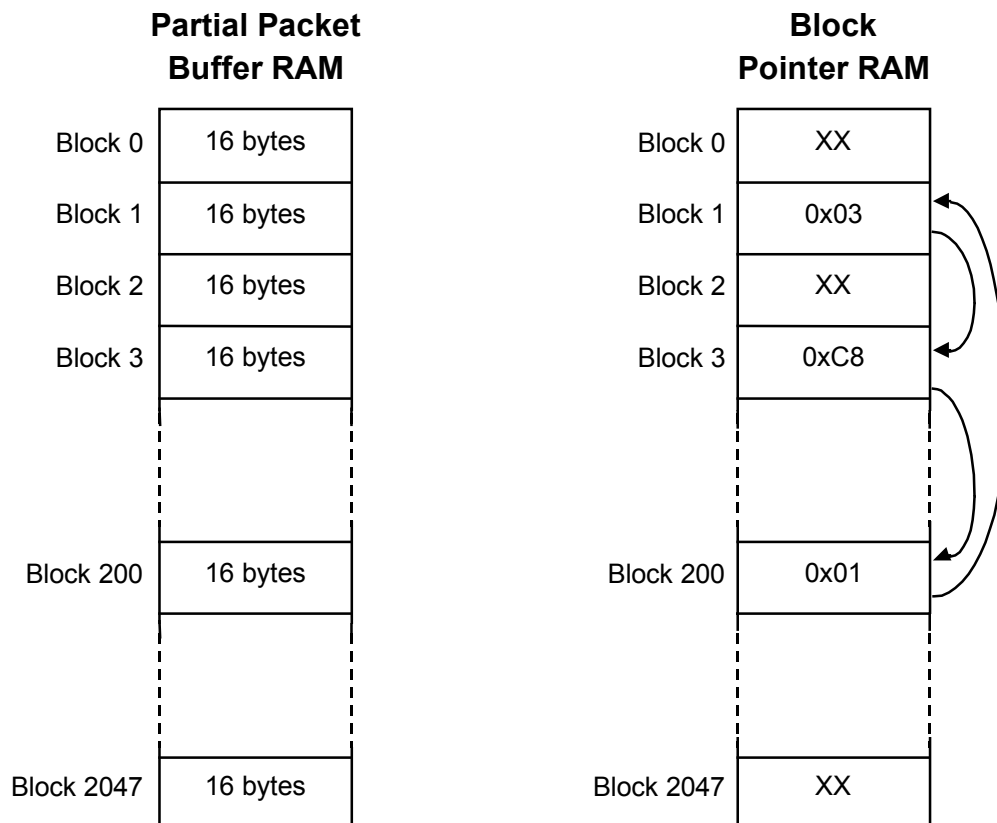 Partial Packet
Buffer RAM
Block 0 16 bytes
Block 1 16 bytes
Block 2 16 bytes
Block 3 16 bytes
Block 200 16 bytes
Block 2047 16 bytes
Block
Pointer RAM
Block 0 XX
Block 1 0x03
Block 2 XX
Block 3 0xC8
Block 200 0x01
Block 2047 XX